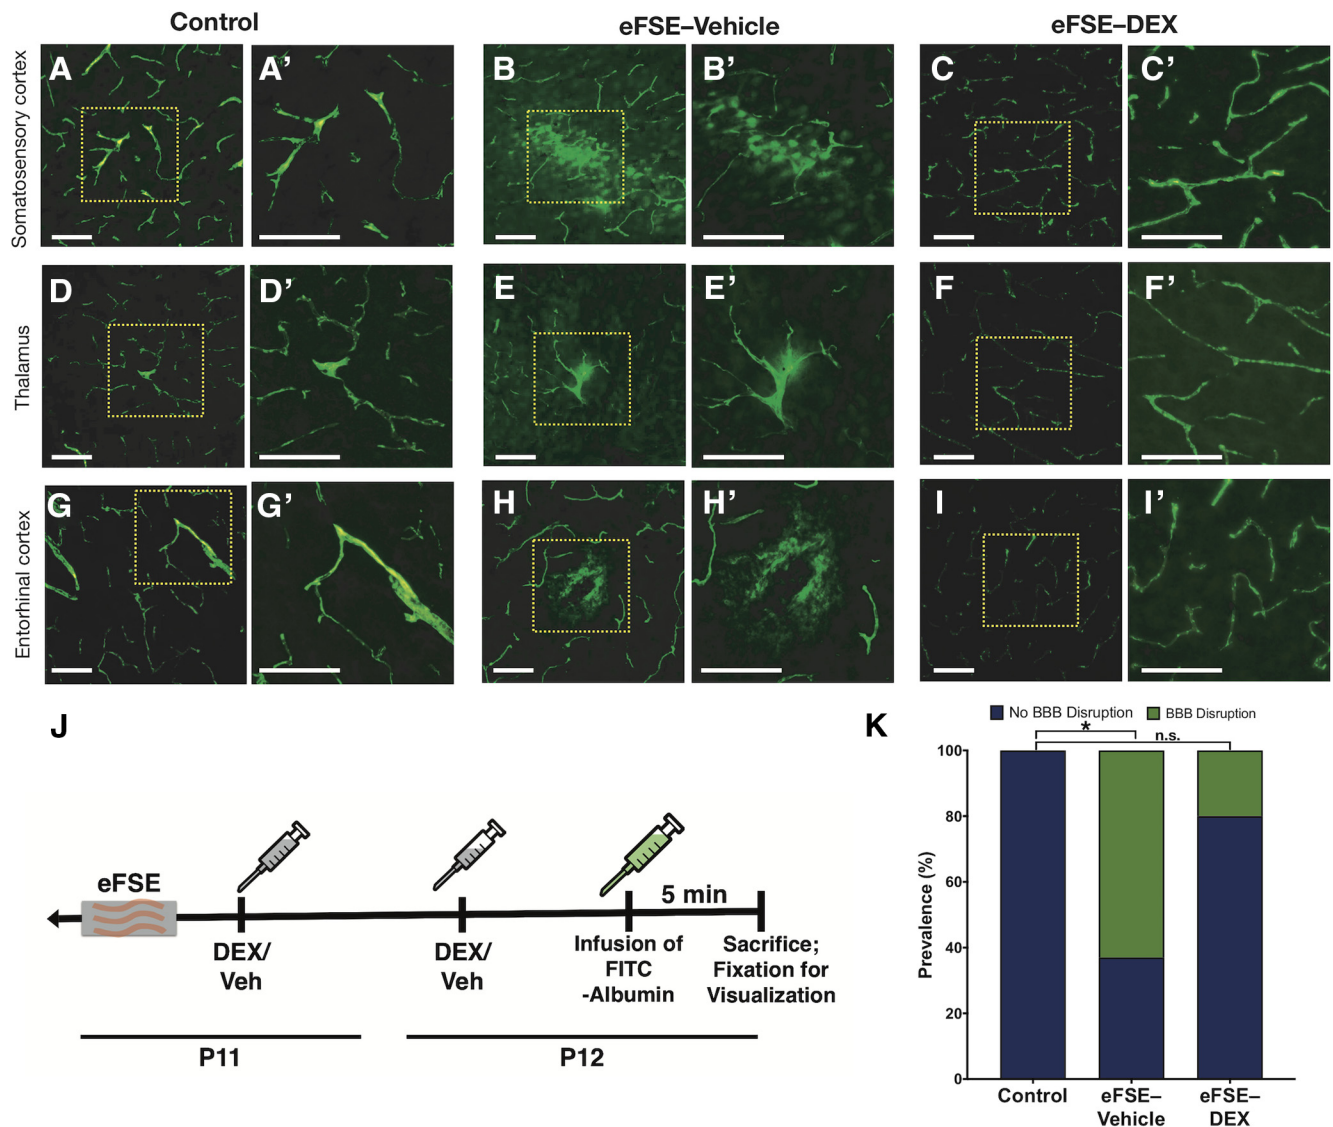 Control
eFSE–Vehicle
eFSE–DEX
Somatosensory cortex
A
A’
B
B’
C
C’
Thalamus
D
D’
E
E’
F
F’
Entorhinal cortex
G
G’
H
H’
I
I’
J
eFSE
5 min
DEX/
Veh
DEX/
Veh
Infusion of
FITC
-Albumin
Sacrifice;
Fixation for
Visualization
P11
P12
K
No BBB Disruption
BBB Disruption
*
n.s.
Prevalence (%)
100
80
60
40
20
0
Control
eFSE–
Vehicle
eFSE–
DEX